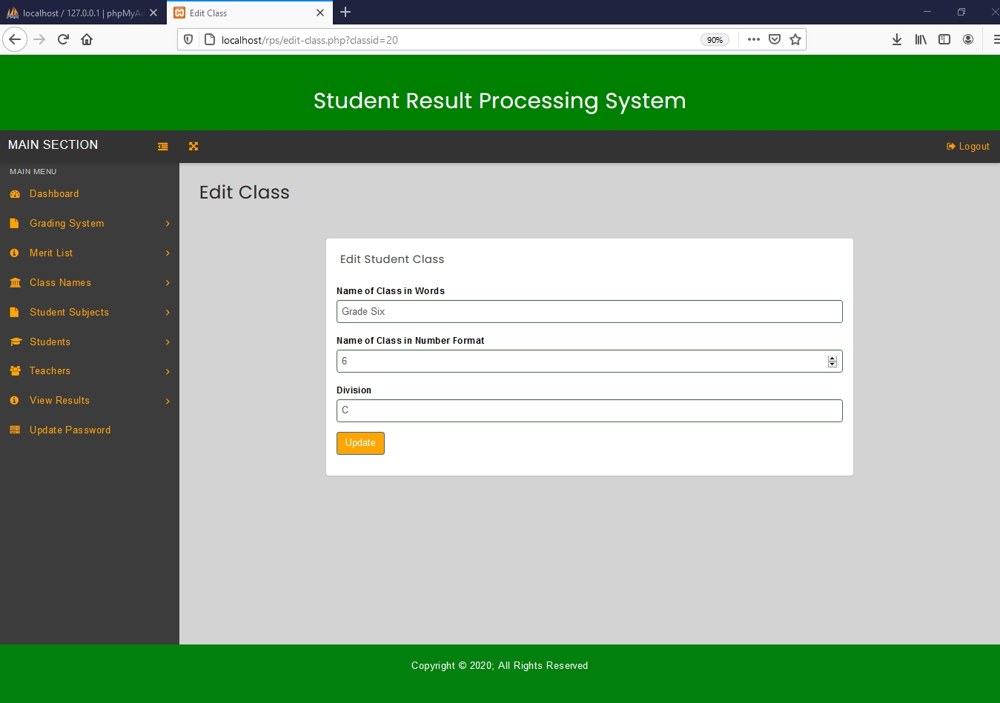 localhost / 127.0.0.1 | phpMyAd
Edit Class
localhost/rps/edit-class.php?classid=20
90%
Student Result Processing System
MAIN SECTION
Logout
MAIN MENU
Dashboard
Grading System
Merit List
Class Names
Student Subjects
Students
Teachers
View Results
Update Password
Edit Class
Edit Student Class
Name of Class in Words
Grade Six
Name of Class in Number Format
6
Division
C
Update
Copyright © 2020; All Rights Reserved